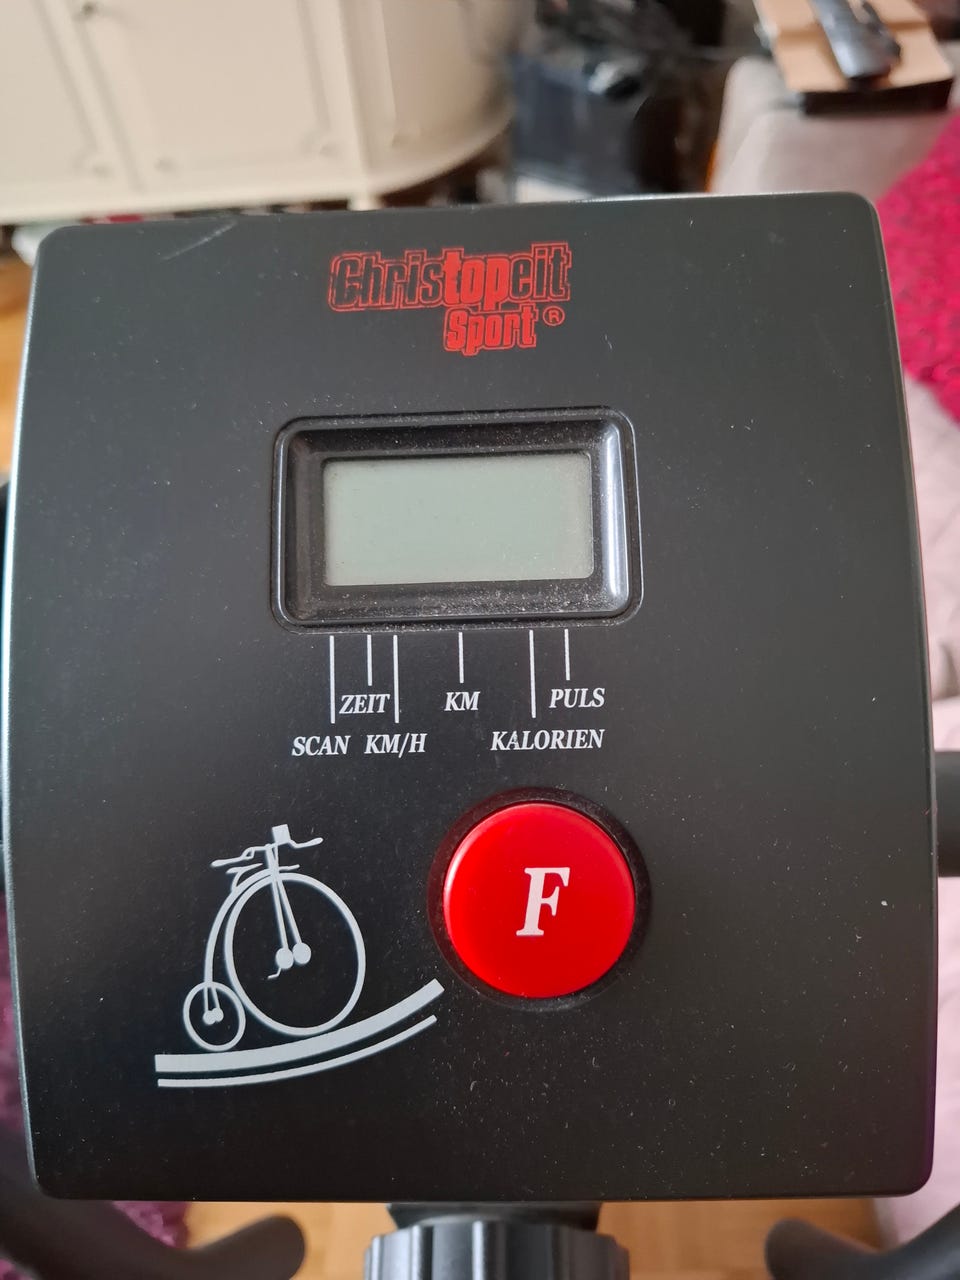 Christopeit
Sport ®
ZEIT KM PULS
SCAN KM/H KALORIEN
F